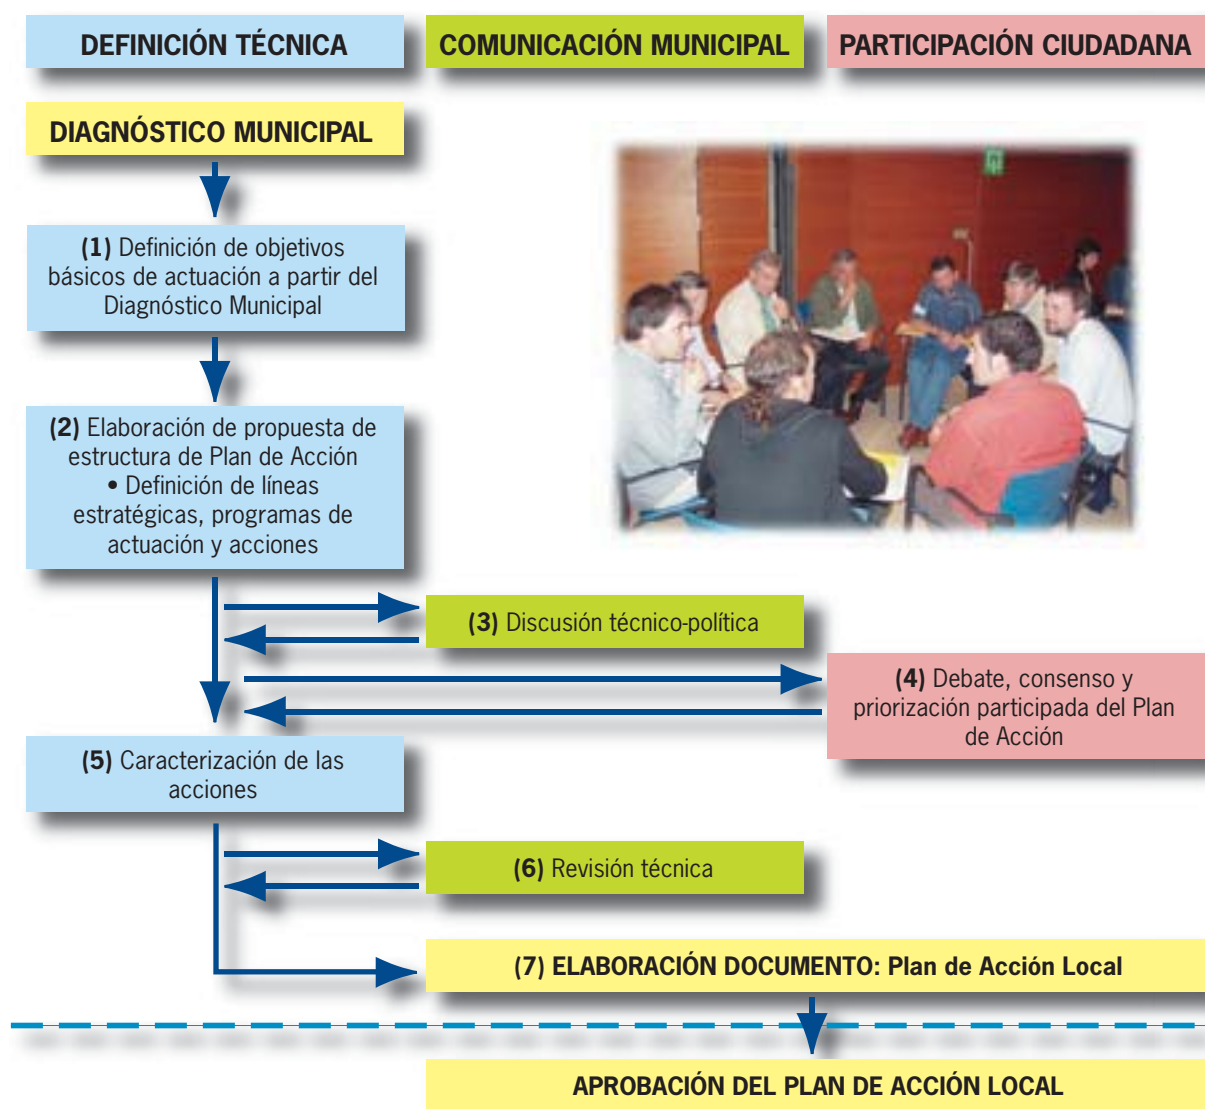 DEFINICIÓN TÉCNICA
COMUNICACIÓN MUNICIPAL
PARTICIPACIÓN CIUDADANA
DIAGNÓSTICO MUNICIPAL
(1) Definición de objetivos
básicos de actuación a partir del
Diagnóstico Municipal
(2) Elaboración de propuesta de
estructura de Plan de Acción
• Definición de líneas
estratégicas, programas de
actuación y acciones
(3) Discusión técnico-política
(4) Debate, consenso y
priorización participada del Plan
de Acción
(5) Caracterización de las
acciones
(6) Revisión técnica
(7) ELABORACIÓN DOCUMENTO: Plan de Acción Local
APROBACIÓN DEL PLAN DE ACCIÓN LOCAL